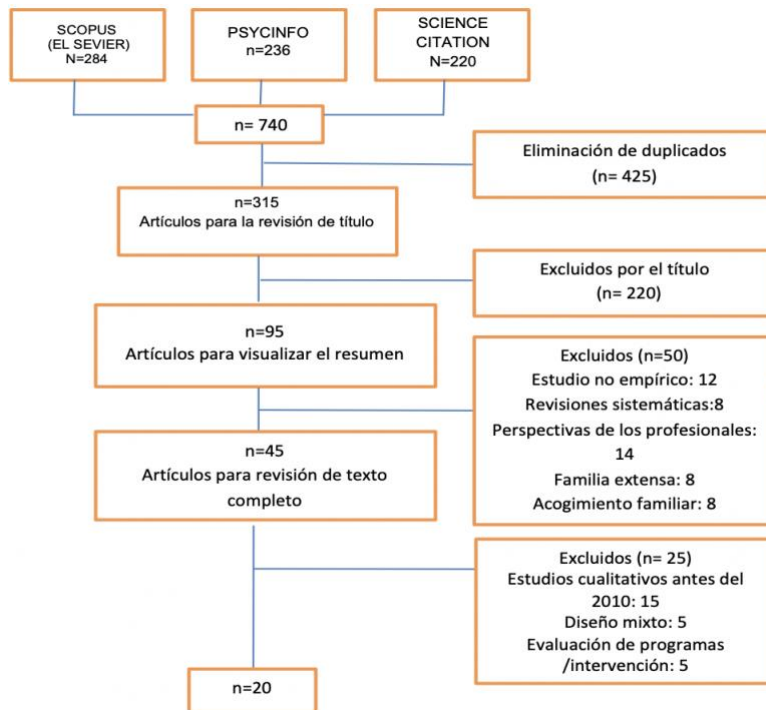 SCOPUS
(EL SEVIER)
N=284
PSYCINFO
n=236
SCIENCE
CITATION
N=220
n= 740
Eliminación de duplicados
(n= 425)
n=315
Artículos para la revisión de título
Excluidos por el título
(n= 220)
n=95
Artículos para visualizar el resumen
Excluidos (n=50)
Estudio no empírico: 12
Revisiones sistemáticas:8
Perspectivas de los profesionales:
14
Familia extensa: 8
Acogimiento familiar: 8
n=45
Artículos para revisión de texto
completo
Excluidos (n= 25)
Estudios cualitativos antes del
2010: 15
Diseño mixto: 5
Evaluación de programas
/intervención: 5
n=20